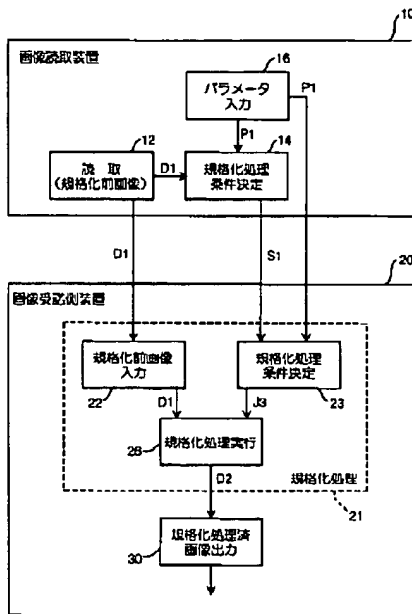 10
画像読取装置
16
パラメータ
入力
P1
P1
12
14
読取
(規格化前画像)
D1
規格化処理
条件決定
D1
S1
20
画像受諾側装置
規格化前画像
入力
規格化処理
条件決定
22
D1
J3
23
26
規格化処理実行
規格化処理
D2
21
規格化処理済
画像出力
30